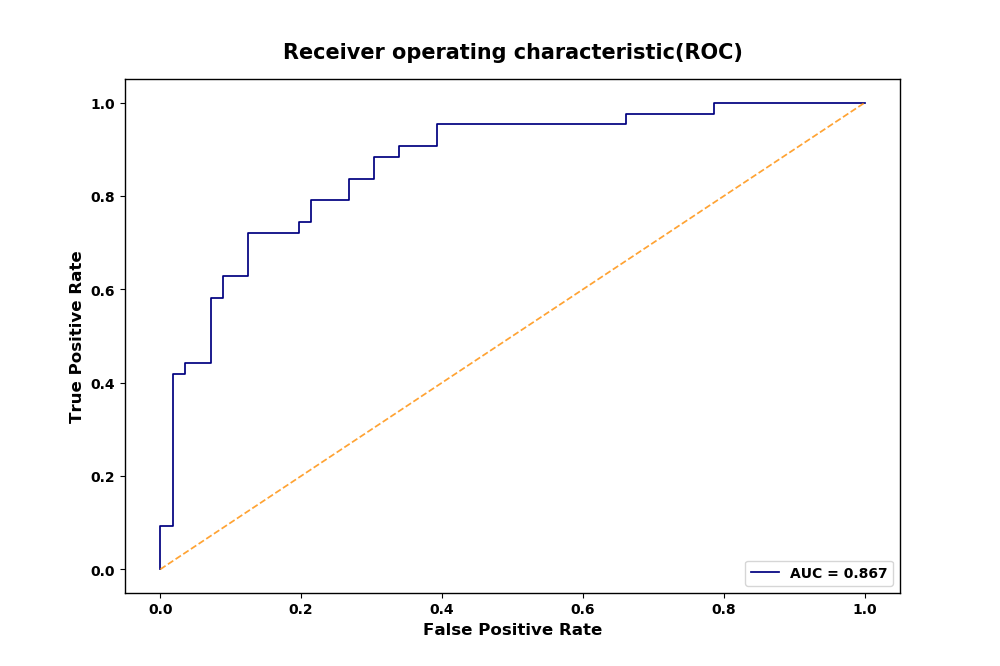 Receiver operating characteristic(ROC)
1.0
0.8
0.6
0.4
0.2
0.0
True Positive Rate
0.0 0.2 0.4 0.6 0.8 1.0
False Positive Rate
AUC = 0.867